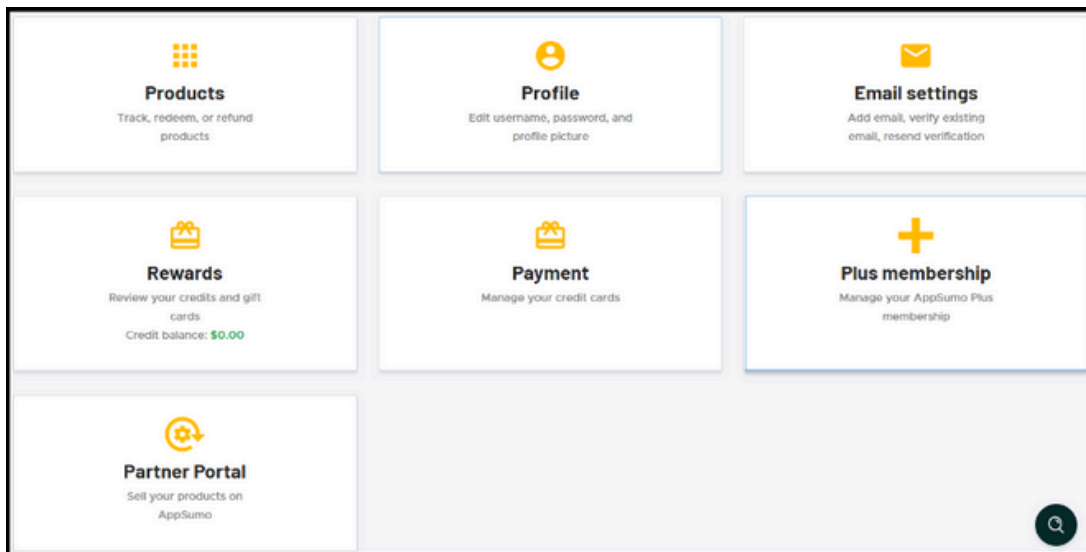 Products
Track, redeem, or refund
products
Profile
Edit username, password, and
profile picture
Email settings
Add email, verify existing
email, resend verification
Rewards
Review your credits and gift
cards
Credit balance: $0.00
Payment
Manage your credit cards
Plus membership
Manage your AppSumo Plus
membership
Partner Portal
Sell your products on
AppSumo